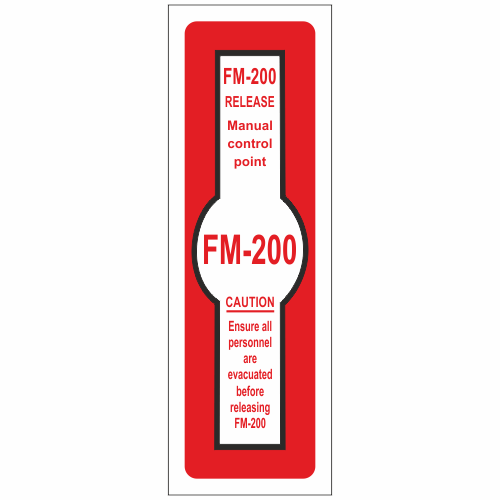 FM-200
RELEASE
Manual
control
point
FM-200
CAUTION
Ensure all
personnel
are
evacuated
before
releasing
FM-200